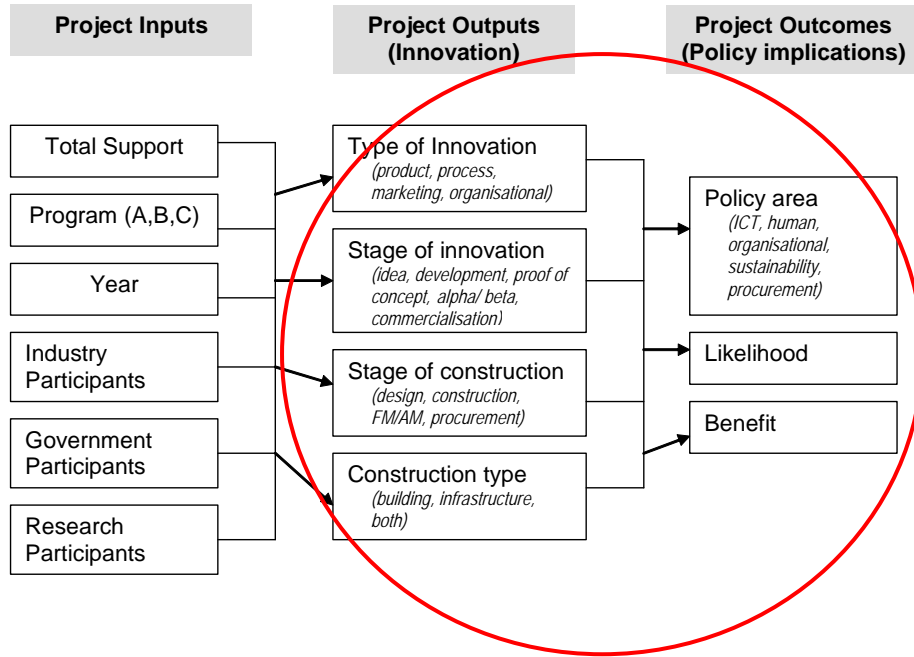 Project Inputs
Project Outputs
(Innovation)
Project Outcomes
(Policy implications)
Total Support
Program (A,B,C)
Year
Industry
Participants
Government
Participants
Research
Participants
Type of Innovation
(product, process,
marketing, organisational)
Stage of innovation
(idea, development, proof of
concept, alpha/ beta,
commercialisation)
Stage of construction
(design, construction,
FM/AM, procurement)
Construction type
(building, infrastructure,
both)
Policy area
(ICT, human,
organisational,
sustainability,
procurement)
Likelihood
Benefit